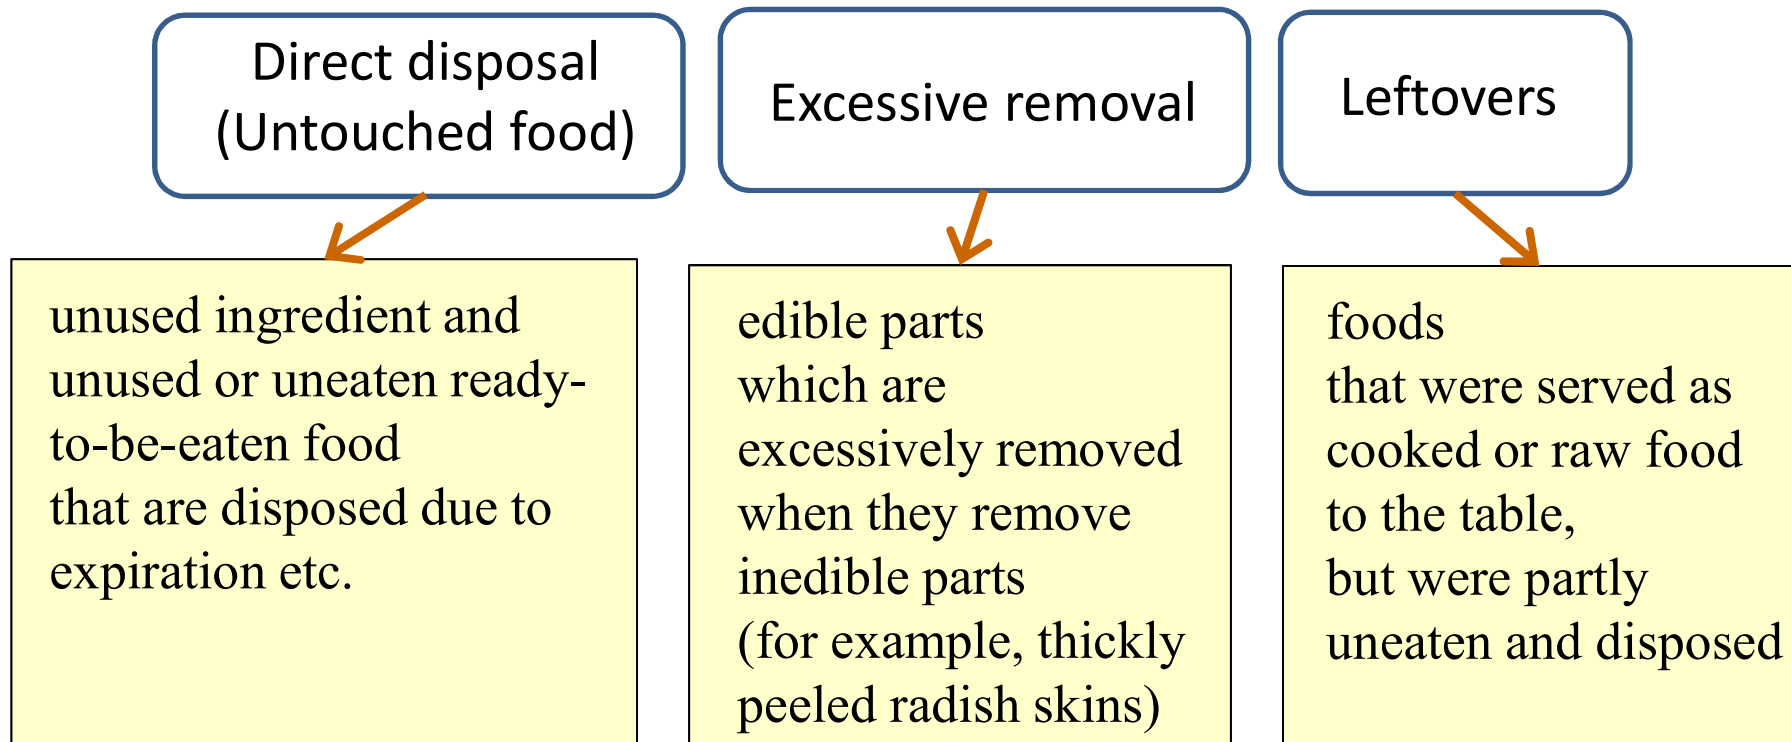 Direct disposal
(Untouched food)
Excessive removal
Leftovers
unused ingredient and
unused or uneaten ready-
to-be-eaten food
that are disposed due to
expiration etc.
edible parts
which are
excessively removed
when they remove
inedible parts
(for example, thickly
peeled radish skins)
foods
that were served as
cooked or raw food
to the table,
but were partly
uneaten and disposed